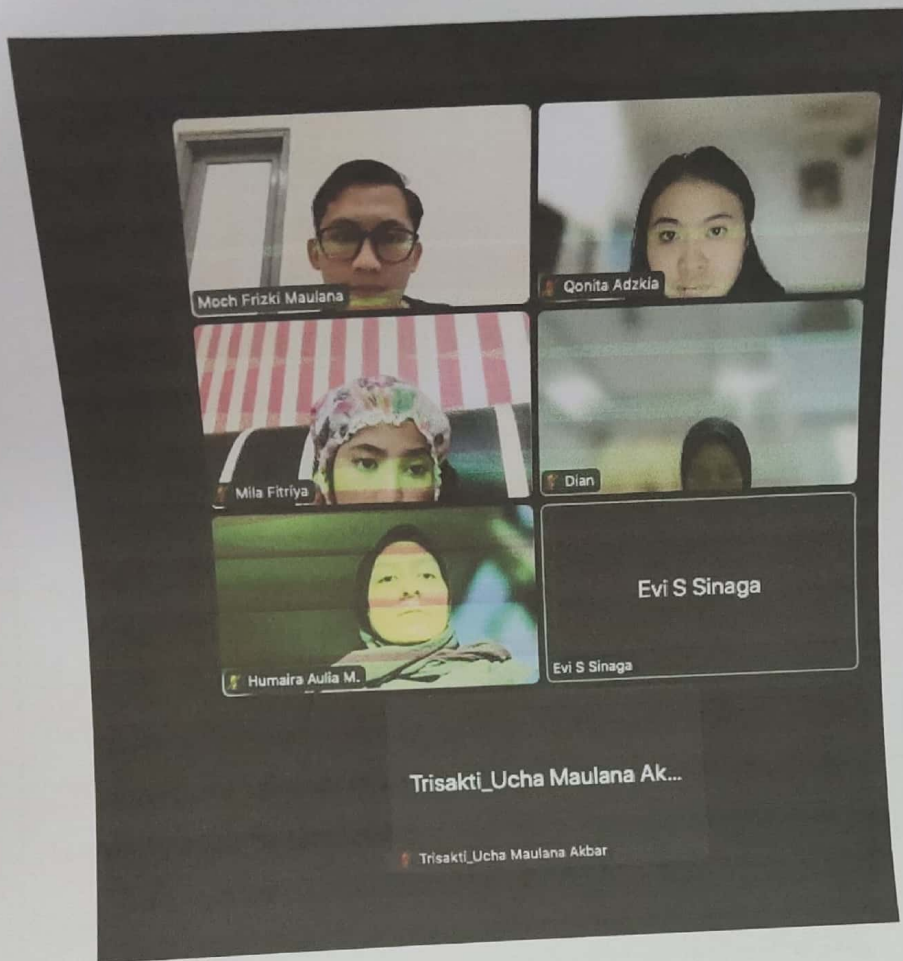 Moch Frizki Maulana
Qonita Adzkia
Mila Fitriya
Dian
Humaira Aulia M.
Evi S Sinaga
Evi S Sinaga
Trisakti_Ucha Maulana Ak...
Trisakti_Ucha Maulana Akbar